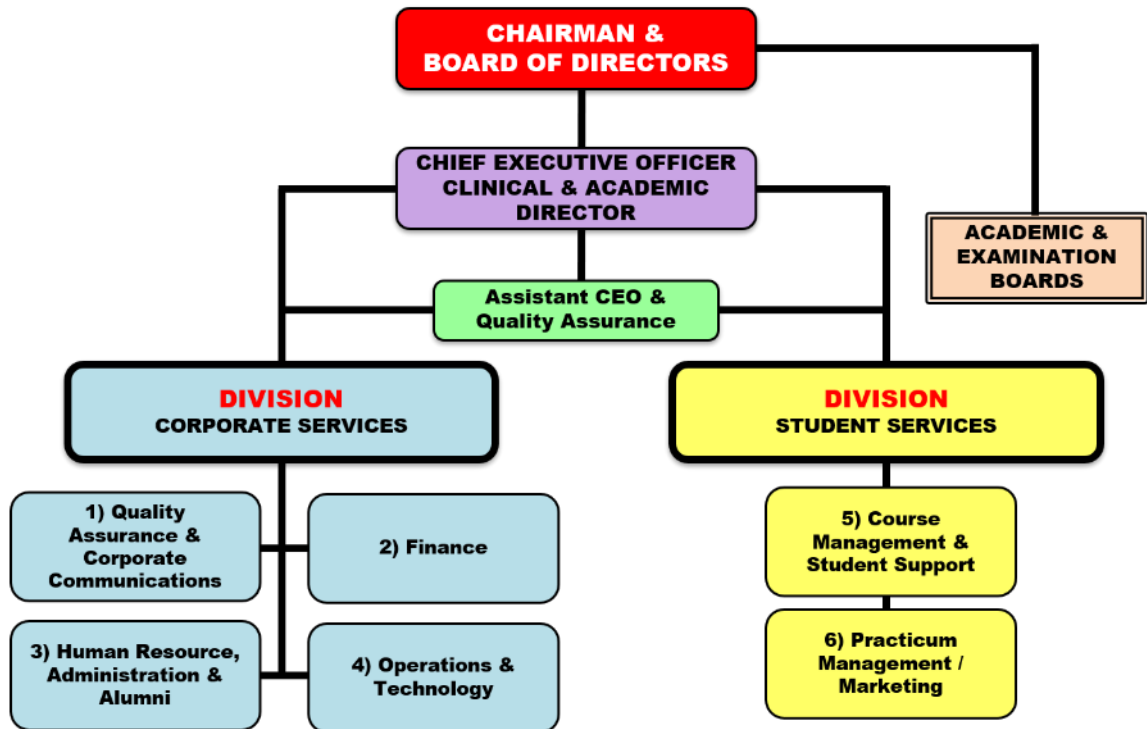 CHAIRMAN &
BOARD OF DIRECTORS
CHIEF EXECUTIVE OFFICER
CLINICAL & ACADEMIC
DIRECTOR
ACADEMIC &
EXAMINATION
BOARDS
Assistant CEO &
Quality Assurance
DIVISION
CORPORATE SERVICES
DIVISION
STUDENT SERVICES
1) Quality
Assurance &
Corporate
Communications
2) Finance
5) Course
Management &
Student Support
3) Human Resource,
Administration &
Alumni
4) Operations &
Technology
6) Practicum
Management /
Marketing